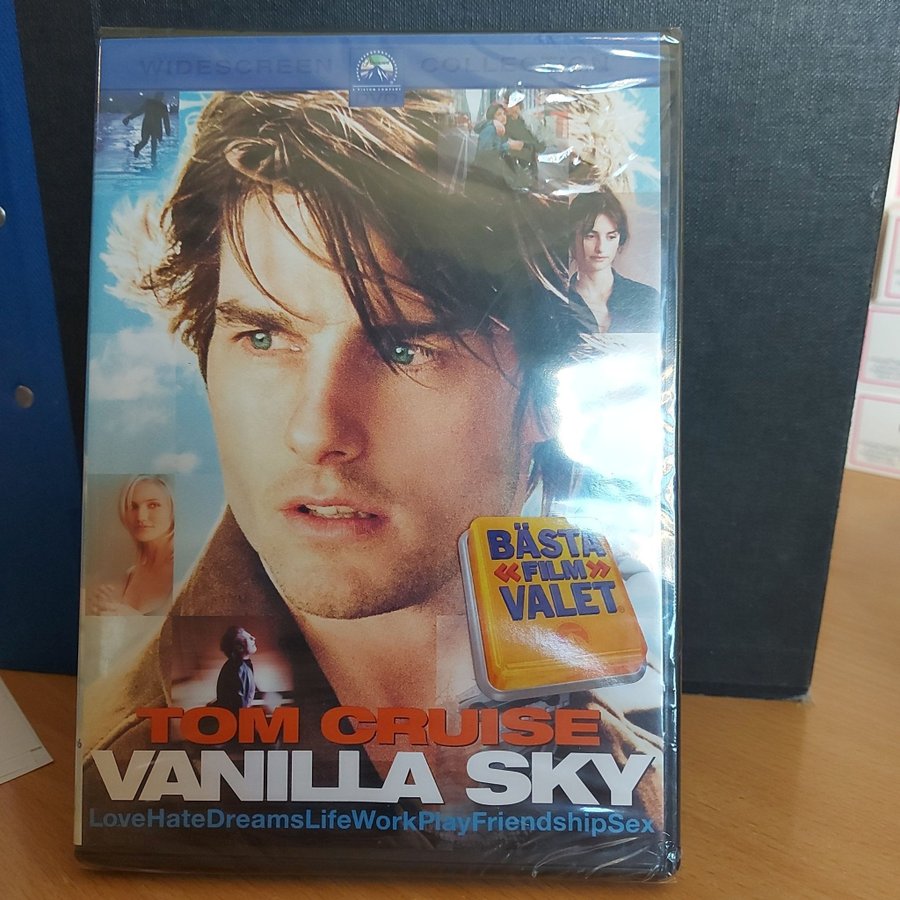 WIDESCREEN COLLECTION
BÄSTA
«FILM»
VALET
TOM CRUISE
VANILLA SKY
LoveHateDreamsLifeWorkPlayFriendshipSex